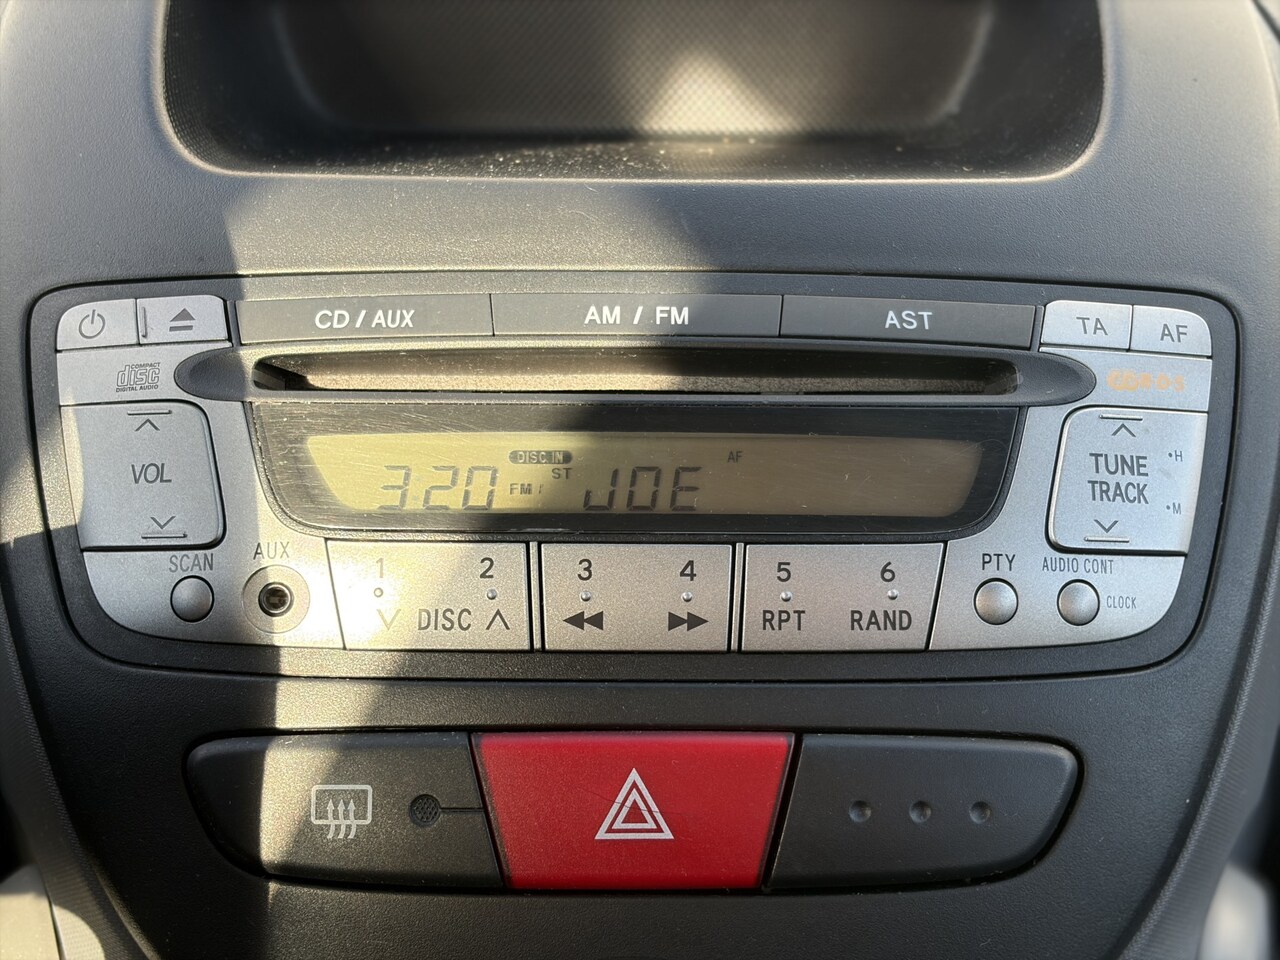 CD / AUX AM / FM AST TA AF
COMPACT
disc
DIGITAL AUDIO
VOL
DISC IN AF
ST
3:20 FM1 JOE
TUNE
TRACK
•H
•M
SCAN AUX 1 2 3 4 5 6 PTY AUDIO CONT
CLOCK
DISC RPT RAND